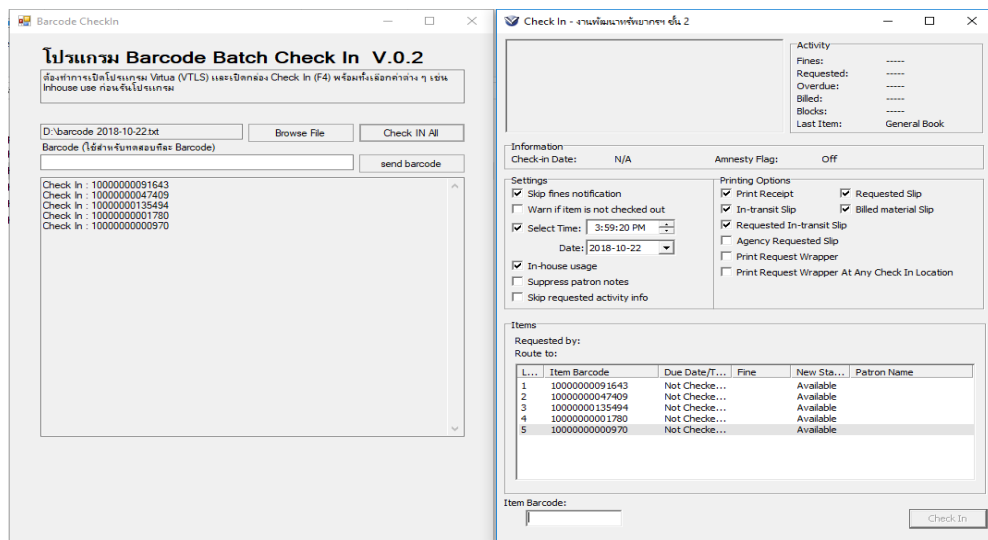 Barcode CheckIn
โปรแกรม Barcode Batch Check In V.0.2
ต้องทำการเปิดโปรแกรม Virtua (VTLS) และเปิดกล่อง Check In (F4) พร้อมทั้งเลือกค่าต่าง ๆ เช่น
Inhouse use ก่อนรันโปรแกรม
D:\barcode 2018-10-22.txt
Browse File
Check IN All
Barcode (ใช้สำหรับทดสอบทีละ Barcode)
send barcode
Check In : 10000000091643
Check In : 10000000047409
Check In : 10000000135494
Check In : 10000000001780
Check In : 10000000000970
Check In - งานพัฒนาทรัพยากรฯ ชั้น 2
Activity
Fines: -----
Requested: -----
Overdue: -----
Billed: -----
Blocks: -----
Last Item: General Book
Information
Check-in Date: N/A Amnesty Flag: Off
Settings
Skip fines notification
Warn if item is not checked out
Select Time: 3:59:20 PM
Date: 2018-10-22
In-house usage
Suppress patron notes
Skip requested activity info
Printing Options
Print Receipt Requested Slip
In-transit Slip Billed material Slip
Requested In-transit Slip
Agency Requested Slip
Print Request Wrapper
Print Request Wrapper At Any Check In Location
Items
Requested by:
Route to:
L... Item Barcode Due Date/T... Fine New Sta... Patron Name
1 10000000091643 Not Checke... Available
2 10000000047409 Not Checke... Available
3 10000000135494 Not Checke... Available
4 10000000001780 Not Checke... Available
5 10000000000970 Not Checke... Available
Item Barcode:
Check In